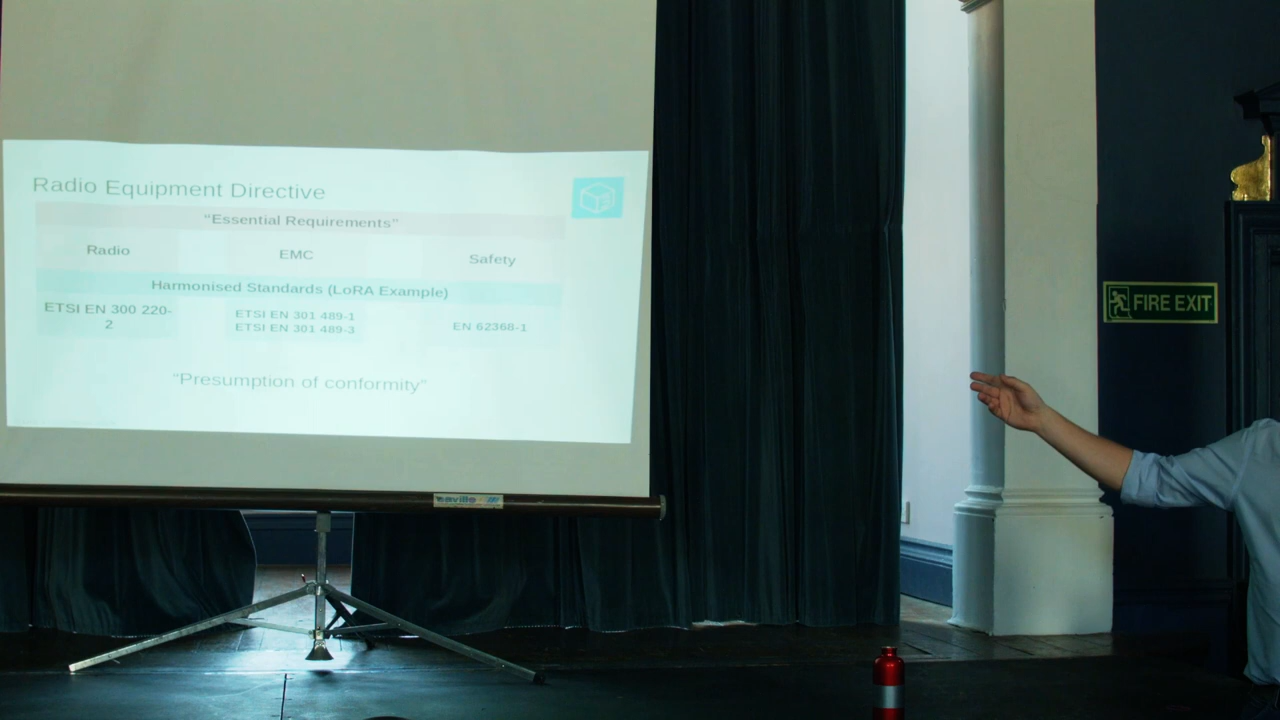 Radio Equipment Directive
"Essential Requirements"
Radio EMC Safety
Harmonised Standards (LoRA Example)
ETSI EN 300 220-
2
ETSI EN 301 489-1
ETSI EN 301 489-3
EN 62368-1
"Presumption of conformity"
FIRE EXIT